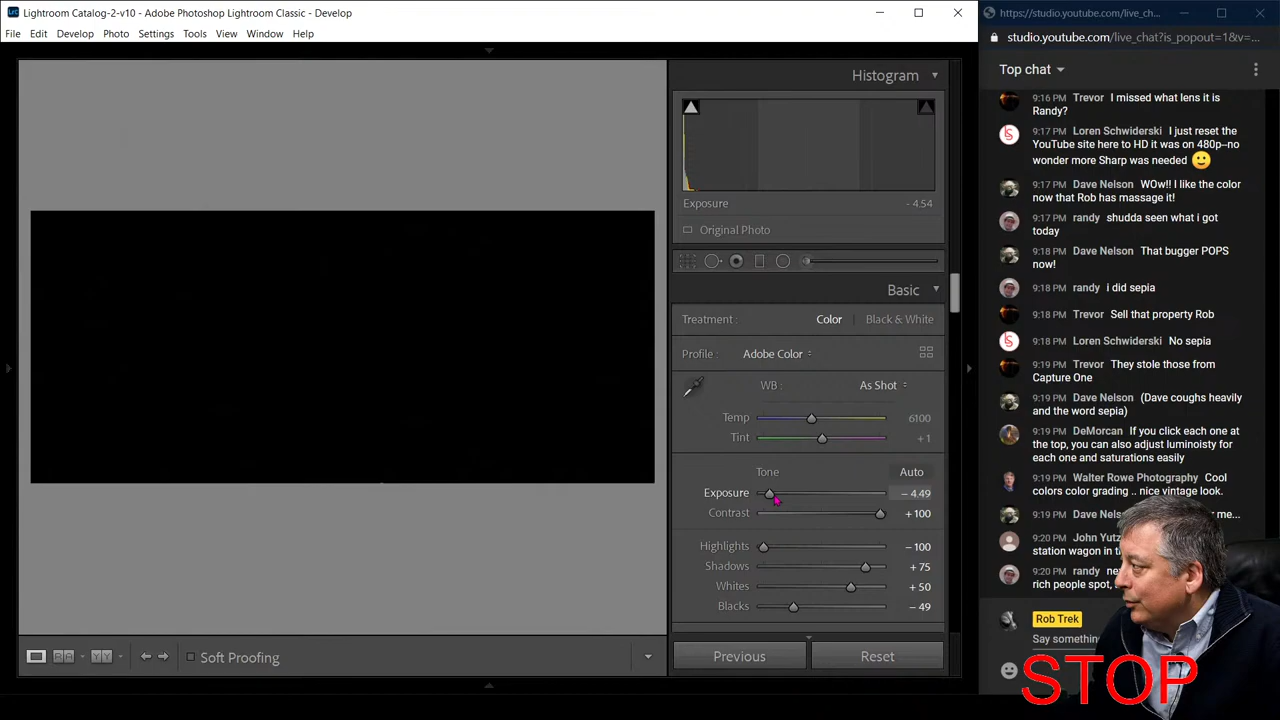 Lightroom Catalog-2-v10 - Adobe Photoshop Lightroom Classic - Develop
File Edit Develop Photo Settings Tools View Window Help
Histogram
Exposure - 4.54
Original Photo
Basic
Treatment : Color Black & White
Profile : Adobe Color
WB : As Shot
Temp 6100
Tint + 1
Tone Auto
Exposure - 4.49
Contrast + 100
Highlights - 100
Shadows + 75
Whites + 50
Blacks - 49
Previous Reset
Soft Proofing
https://studio.youtube.com/live_c...
studio.youtube.com/live_chat?is_popout=1&v=...
Top chat
9:16 PM Trevor I missed what lens it is
Randy?
9:17 PM Loren Schwiderski I just reset the
YouTube site here to HD it was on 480p--no
wonder more Sharp was needed
9:17 PM Dave Nelson WOw!! I like the color
now that Rob has massage it!
9:17 PM randy shudda seen what i got
today
9:18 PM Dave Nelson That bugger POPS
now!
9:18 PM randy i did sepia
9:18 PM Trevor Sell that property Rob
9:18 PM Loren Schwiderski No sepia
9:19 PM Trevor They stole those from
Capture One
9:19 PM Dave Nelson (Dave coughs heavily
and the word sepia)
9:19 PM DeMorcan If you click each one at
the top, you can also adjust luminoisty for
each one and saturations easily
9:19 PM Walter Rowe Photography Cool
colors color grading .. nice vintage look.
9:19 PM Dave me...
9:20 PM John Yutz
station wagon in
9:20 PM randy
rich people spot,
Rob Trek
Say something
STOP